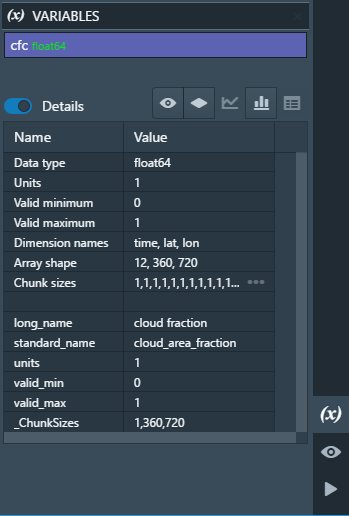 (x) VARIABLES
cfc float64
Details
Name Value
Data type float64
Units 1
Valid minimum 0
Valid maximum 1
Dimension names time, lat, lon
Array shape 12, 360, 720
Chunk sizes 1,1,1,1,1,1,1,1,1,1,1... •••
long_name cloud fraction
standard_name cloud_area_fraction
units 1
valid_min 0
valid_max 1
_ChunkSizes 1,360,720
(x)